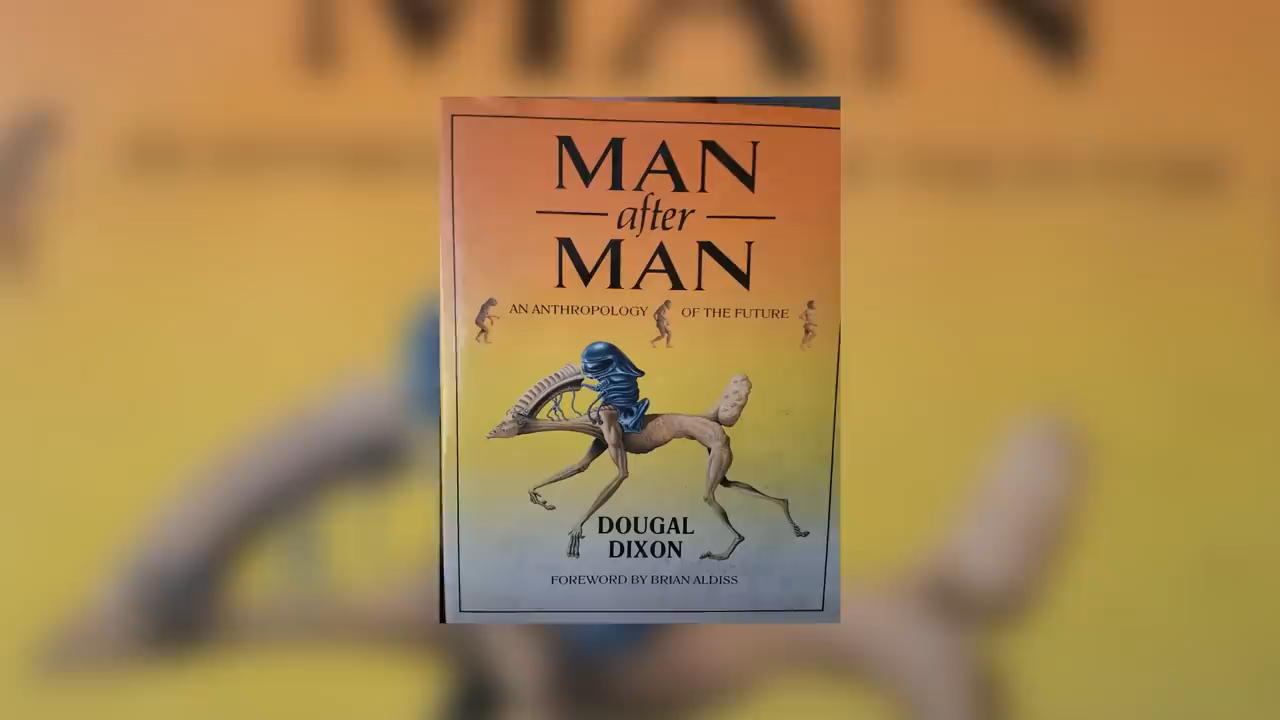 MAN
after
MAN
AN ANTHROPOLOGY OF THE FUTURE
DOUGAL
DIXON
FOREWORD BY BRIAN ALDISS